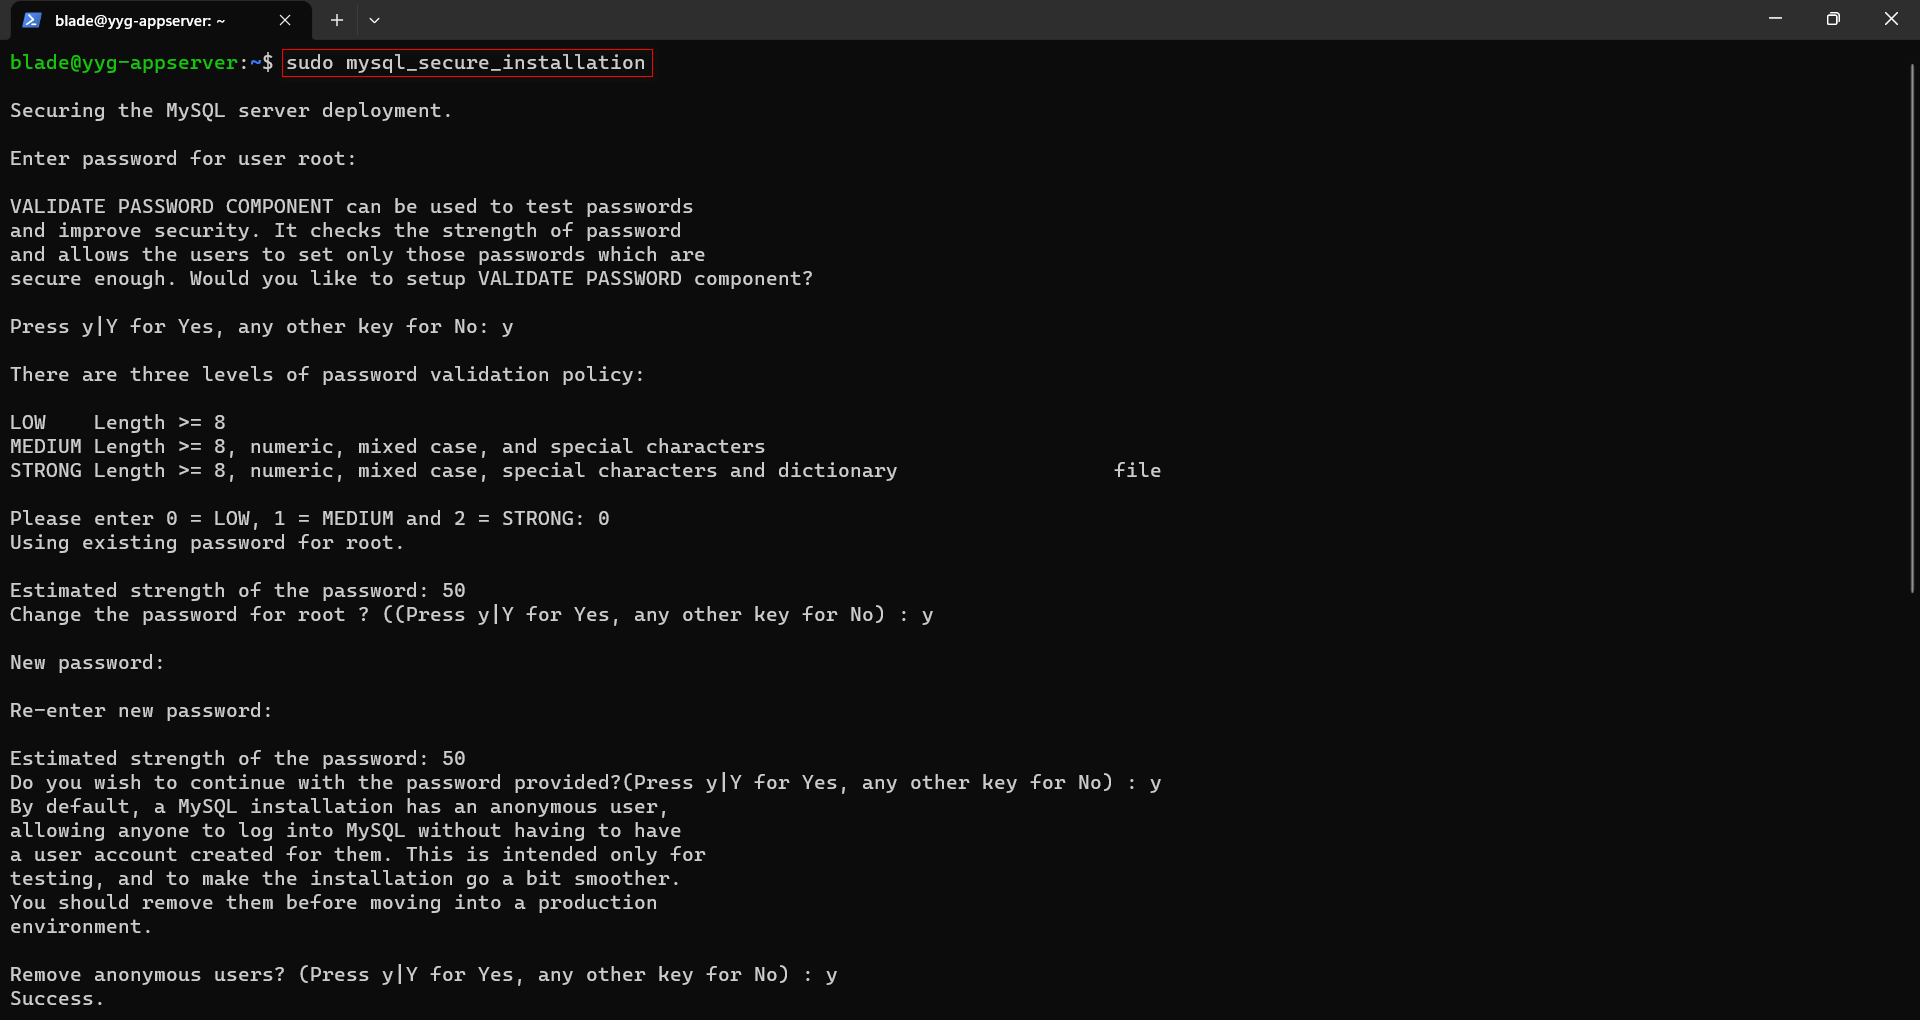 blade@yyg-appserver: ~
blade@yyg-appserver:~$ sudo mysql_secure_installation
Securing the MySQL server deployment.
Enter password for user root:
VALIDATE PASSWORD COMPONENT can be used to test passwords
and improve security. It checks the strength of password
and allows the users to set only those passwords which are
secure enough. Would you like to setup VALIDATE PASSWORD component?
Press y|Y for Yes, any other key for No: y
There are three levels of password validation policy:
LOW    Length >= 8
MEDIUM Length >= 8, numeric, mixed case, and special characters
STRONG Length >= 8, numeric, mixed case, special characters and dictionary                  file
Please enter 0 = LOW, 1 = MEDIUM and 2 = STRONG: 0
Using existing password for root.
Estimated strength of the password: 50
Change the password for root ? ((Press y|Y for Yes, any other key for No) : y
New password:
Re-enter new password:
Estimated strength of the password: 50
Do you wish to continue with the password provided?(Press y|Y for Yes, any other key for No) : y
By default, a MySQL installation has an anonymous user,
allowing anyone to log into MySQL without having to have
a user account created for them. This is intended only for
testing, and to make the installation go a bit smoother.
You should remove them before moving into a production
environment.
Remove anonymous users? (Press y|Y for Yes, any other key for No) : y
Success.